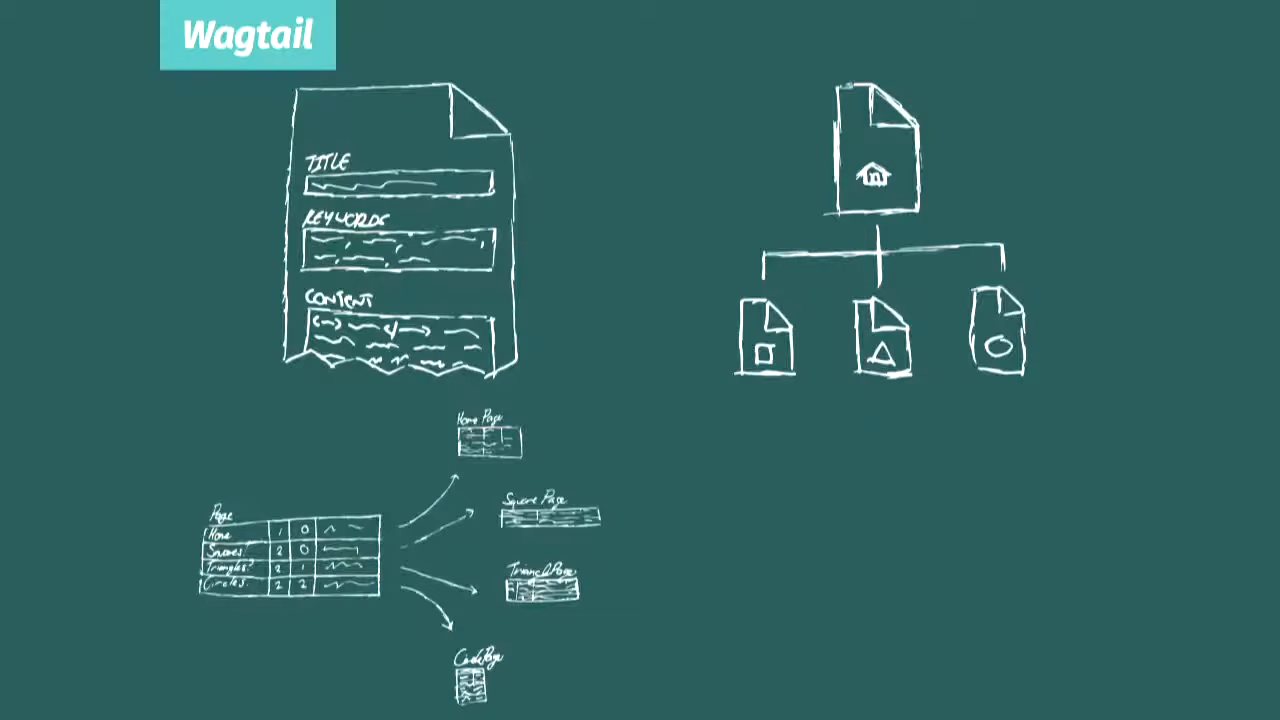 Wagtail
TITLE
KEYWORDS
CONTENT
Home Page
Page
Home 1 0
Squares 2 0
Triangles 2 1
Circles 2 2
Square Page
Triangle Page
Circle Page